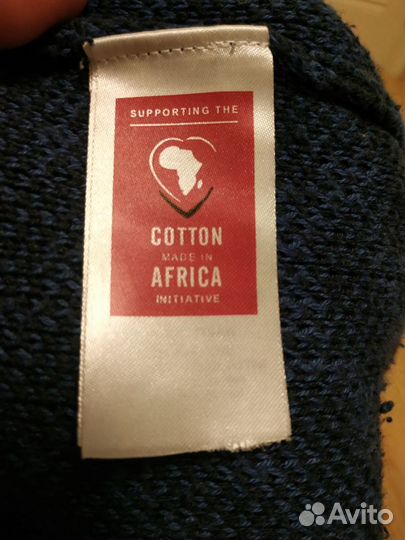 SUPPORTING THE
COTTON
MADE IN
AFRICA
INITIATIVE
Avito